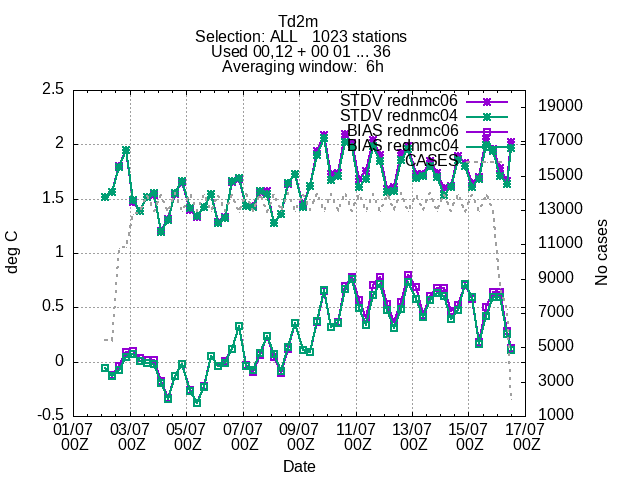 Td2m
Selection: ALL   1023 stations
Used 00,12 + 00 01 ... 36
Averaging window:  6h
STDV rednmc06
STDV rednmc04
BIAS rednmc06
BIAS rednmc04
CASES
2.5
2
1.5
1
0.5
0
-0.5
deg C
19000
17000
15000
13000
11000
9000
7000
5000
3000
1000
No cases
01/07 03/07 05/07 07/07 09/07 11/07 13/07 15/07 17/07
00Z 00Z 00Z 00Z 00Z 00Z 00Z 00Z 00Z
Date